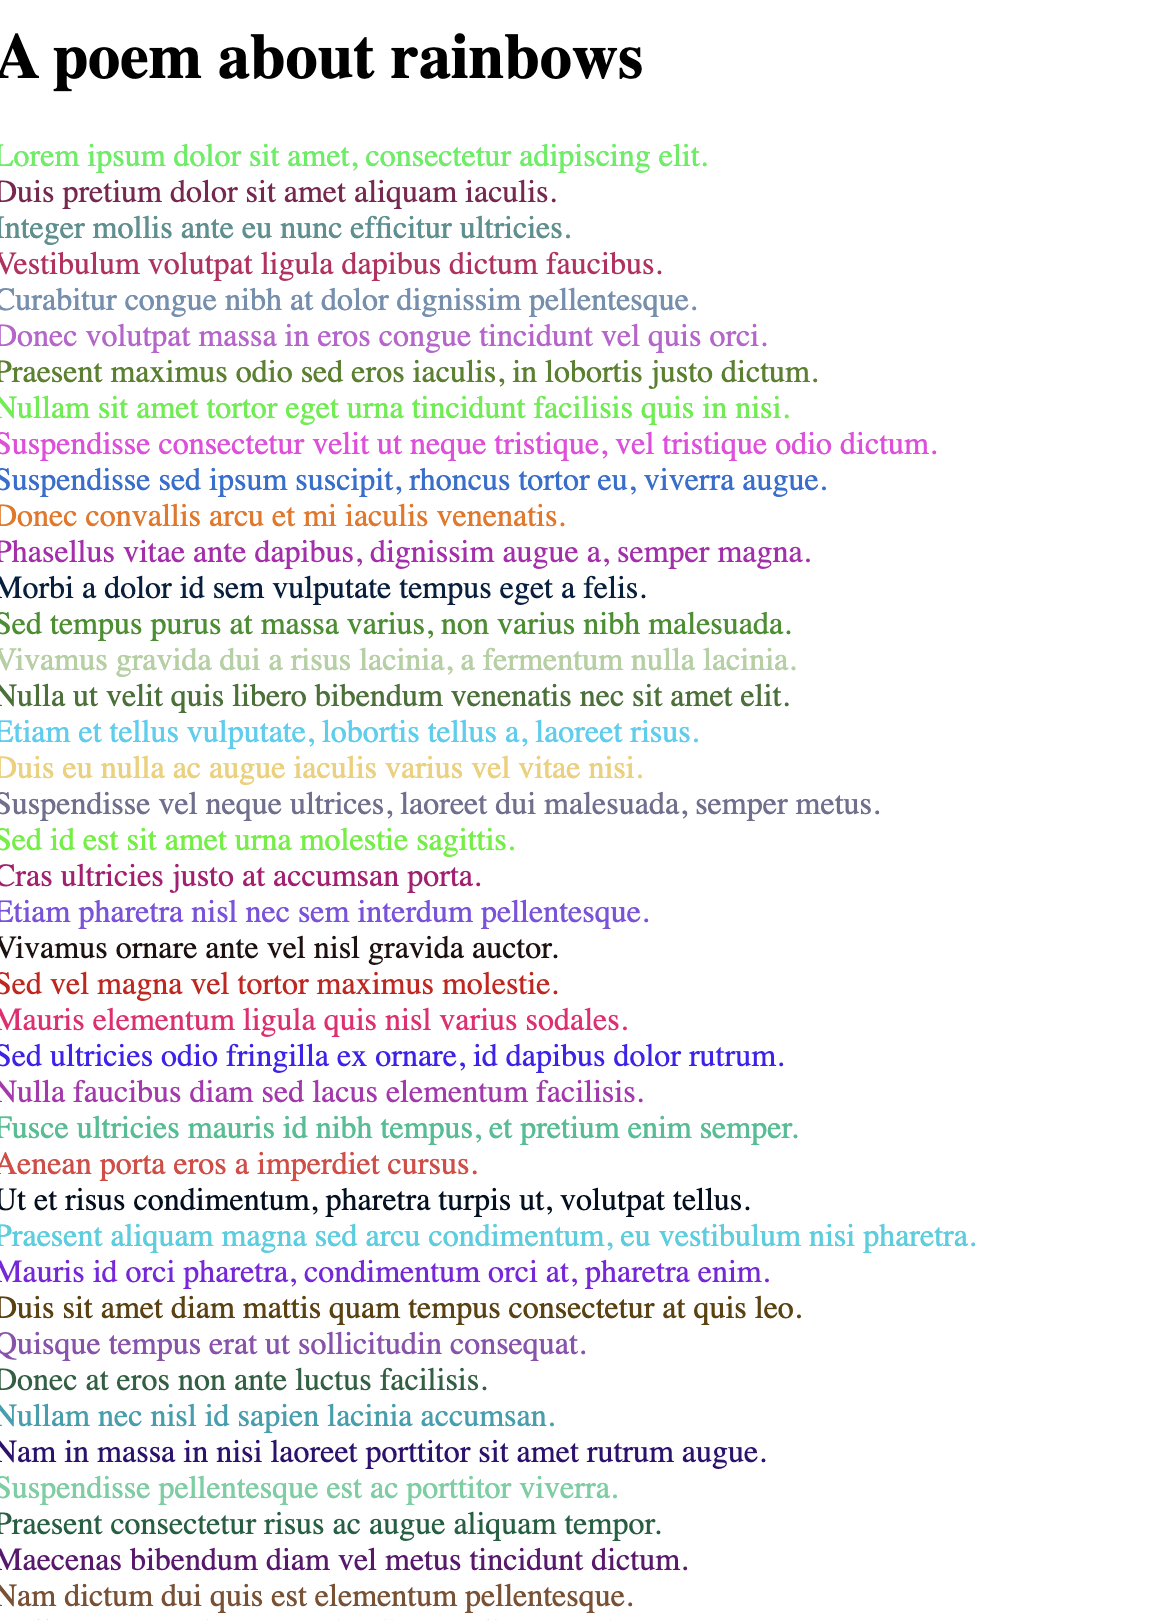 A poem about rainbows
Lorem ipsum dolor sit amet, consectetur adipiscing elit.
Duis pretium dolor sit amet aliquam iaculis.
Integer mollis ante eu nunc efficitur ultricies.
Vestibulum volutpat ligula dapibus dictum faucibus.
Curabitur congue nibh at dolor dignissim pellentesque.
Donec volutpat massa in eros congue tincidunt vel quis orci.
Praesent maximus odio sed eros iaculis, in lobortis justo dictum.
Nullam sit amet tortor eget urna tincidunt facilisis quis in nisi.
Suspendisse consectetur velit ut neque tristique, vel tristique odio dictum.
Suspendisse sed ipsum suscipit, rhoncus tortor eu, viverra augue.
Donec convallis arcu et mi iaculis venenatis.
Phasellus vitae ante dapibus, dignissim augue a, semper magna.
Morbi a dolor id sem vulputate tempus eget a felis.
Sed tempus purus at massa varius, non varius nibh malesuada.
Vivamus gravida dui a risus lacinia, a fermentum nulla lacinia.
Nulla ut velit quis libero bibendum venenatis nec sit amet elit.
Etiam et tellus vulputate, lobortis tellus a, laoreet risus.
Duis eu nulla ac augue iaculis varius vel vitae nisi.
Suspendisse vel neque ultrices, laoreet dui malesuada, semper metus.
Sed id est sit amet urna molestie sagittis.
Cras ultricies justo at accumsan porta.
Etiam pharetra nisl nec sem interdum pellentesque.
Vivamus ornare ante vel nisl gravida auctor.
Sed vel magna vel tortor maximus molestie.
Mauris elementum ligula quis nisl varius sodales.
Sed ultricies odio fringilla ex ornare, id dapibus dolor rutrum.
Nulla faucibus diam sed lacus elementum facilisis.
Fusce ultricies mauris id nibh tempus, et pretium enim semper.
Aenean porta eros a imperdiet cursus.
Ut et risus condimentum, pharetra turpis ut, volutpat tellus.
Praesent aliquam magna sed arcu condimentum, eu vestibulum nisi pharetra.
Mauris id orci pharetra, condimentum orci at, pharetra enim.
Duis sit amet diam mattis quam tempus consectetur at quis leo.
Quisque tempus erat ut sollicitudin consequat.
Donec at eros non ante luctus facilisis.
Nullam nec nisl id sapien lacinia accumsan.
Nam in massa in nisi laoreet porttitor sit amet rutrum augue.
Suspendisse pellentesque est ac porttitor viverra.
Praesent consectetur risus ac augue aliquam tempor.
Maecenas bibendum diam vel metus tincidunt dictum.
Nam dictum dui quis est elementum pellentesque.